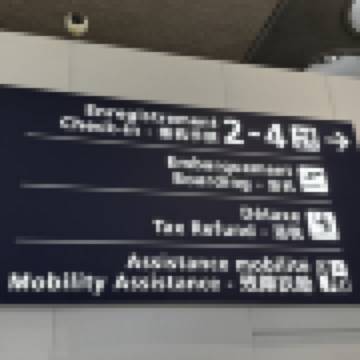 Enregistrement
Check-in - 2-4 →
Embarquement
Boarding -
Détaxe
Tax Refund -
Assistance mobilité
Mobility Assistance -